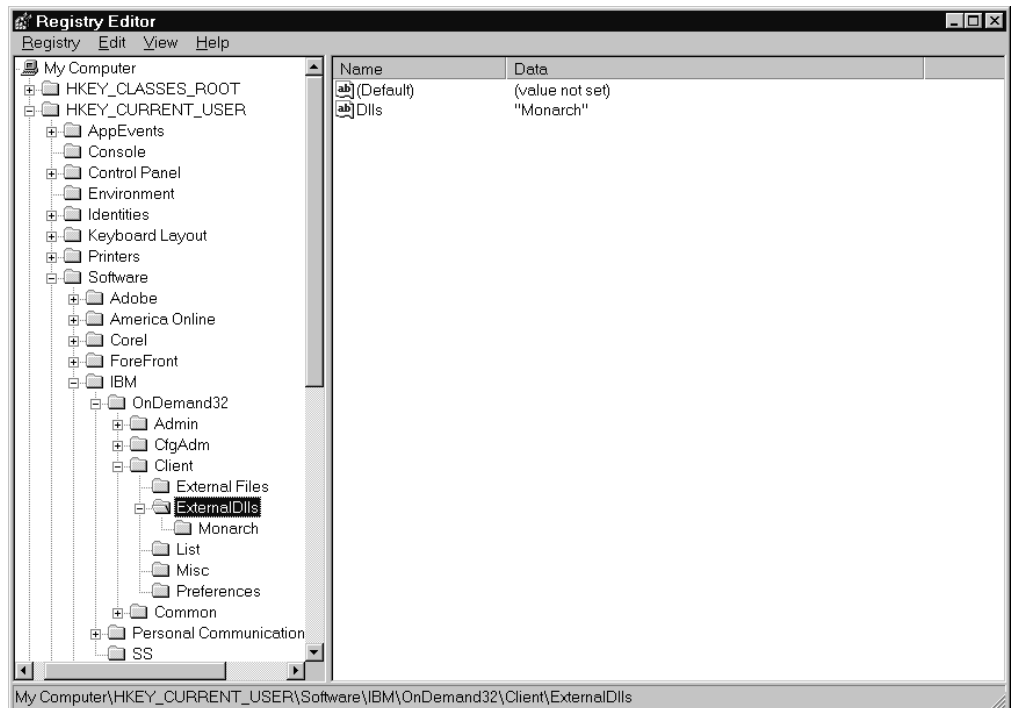 Registry Editor
Registry Edit View Help
My Computer
HKEY_CLASSES_ROOT
HKEY_CURRENT_USER
AppEvents
Console
Control Panel
Environment
Identities
Keyboard Layout
Printers
Software
Adobe
America Online
Corel
ForeFront
IBM
OnDemand32
Admin
CfgAdm
Client
External Files
ExternalDlls
Monarch
List
Misc
Preferences
Common
Personal Communication
SS
Name Data
ab (Default) (value not set)
ab Dlls "Monarch"
My Computer\HKEY_CURRENT_USER\Software\IBM\OnDemand32\Client\ExternalDlls